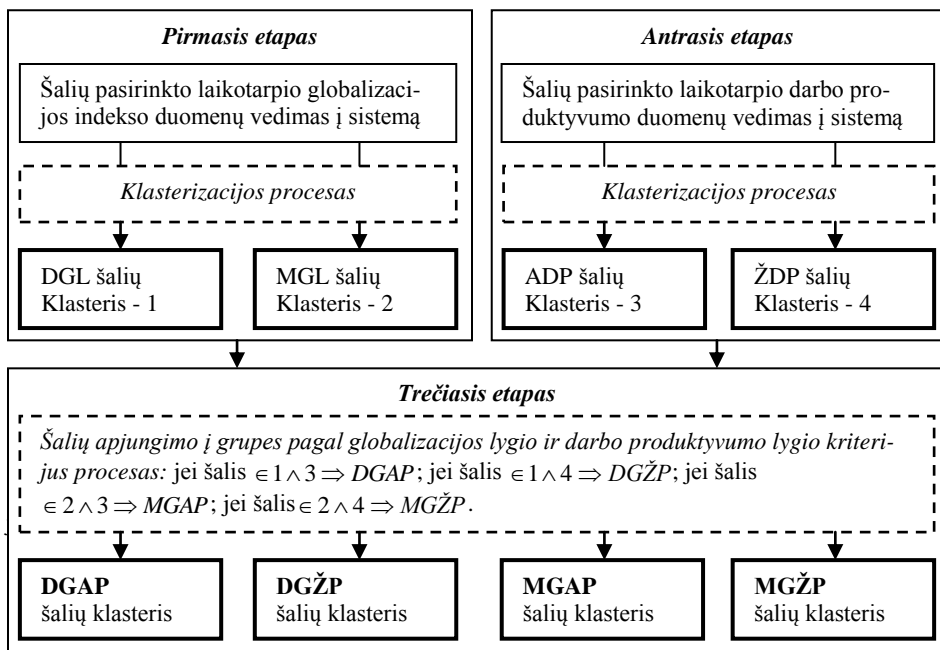 Pirmasis etapas
Šalių pasirinkto laikotarpio globalizaci-
jos indekso duomenų vedimas į sistemą
Klasterizacijos procesas
DGL šalių
Klasteris - 1
MGL šalių
Klasteris - 2
Antrasis etapas
Šalių pasirinkto laikotarpio darbo pro-
duktyvumo duomenų vedimas į sistemą
Klasterizacijos procesas
ADP šalių
Klasteris - 3
ŽDP šalių
Klasteris - 4
Trečiasis etapas
Šalių apjungimo į grupes pagal globalizacijos lygio ir darbo produktyvumo lygio kriteri-
jus procesas: jei šalis ∈ 1 ∧ 3 ⇒ DGAP; jei šalis ∈ 1 ∧ 4 ⇒ DGŽP; jei šalis
∈ 2 ∧ 3 ⇒ MGAP; jei šalis ∈ 2 ∧ 4 ⇒ MGŽP.
DGAP
šalių klasteris
DGŽP
šalių klasteris
MGAP
šalių klasteris
MGŽP
šalių klasteris